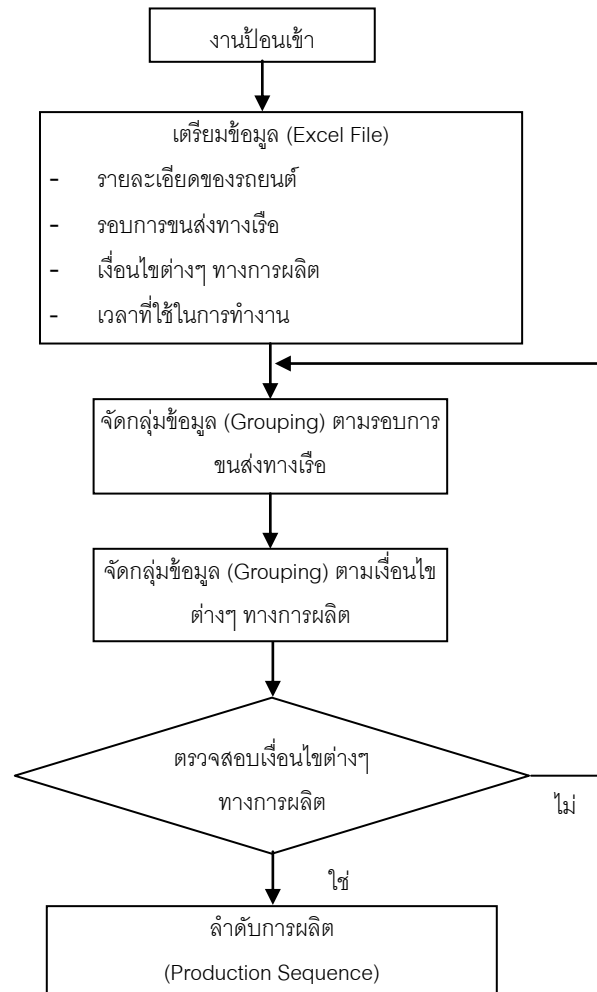 งานป้อนเข้า
เตรียมข้อมูล (Excel File)
- รายละเอียดของรถยนต์
- รอบการขนส่งทางเรือ
- เงื่อนไขต่างๆ ทางการผลิต
- เวลาที่ใช้ในการทำงาน
จัดกลุ่มข้อมูล (Grouping) ตามรอบการ
ขนส่งทางเรือ
จัดกลุ่มข้อมูล (Grouping) ตามเงื่อนไข
ต่างๆ ทางการผลิต
ตรวจสอบเงื่อนไขต่างๆ
ทางการผลิต
ไม่
ใช่
ลำดับการผลิต
(Production Sequence)